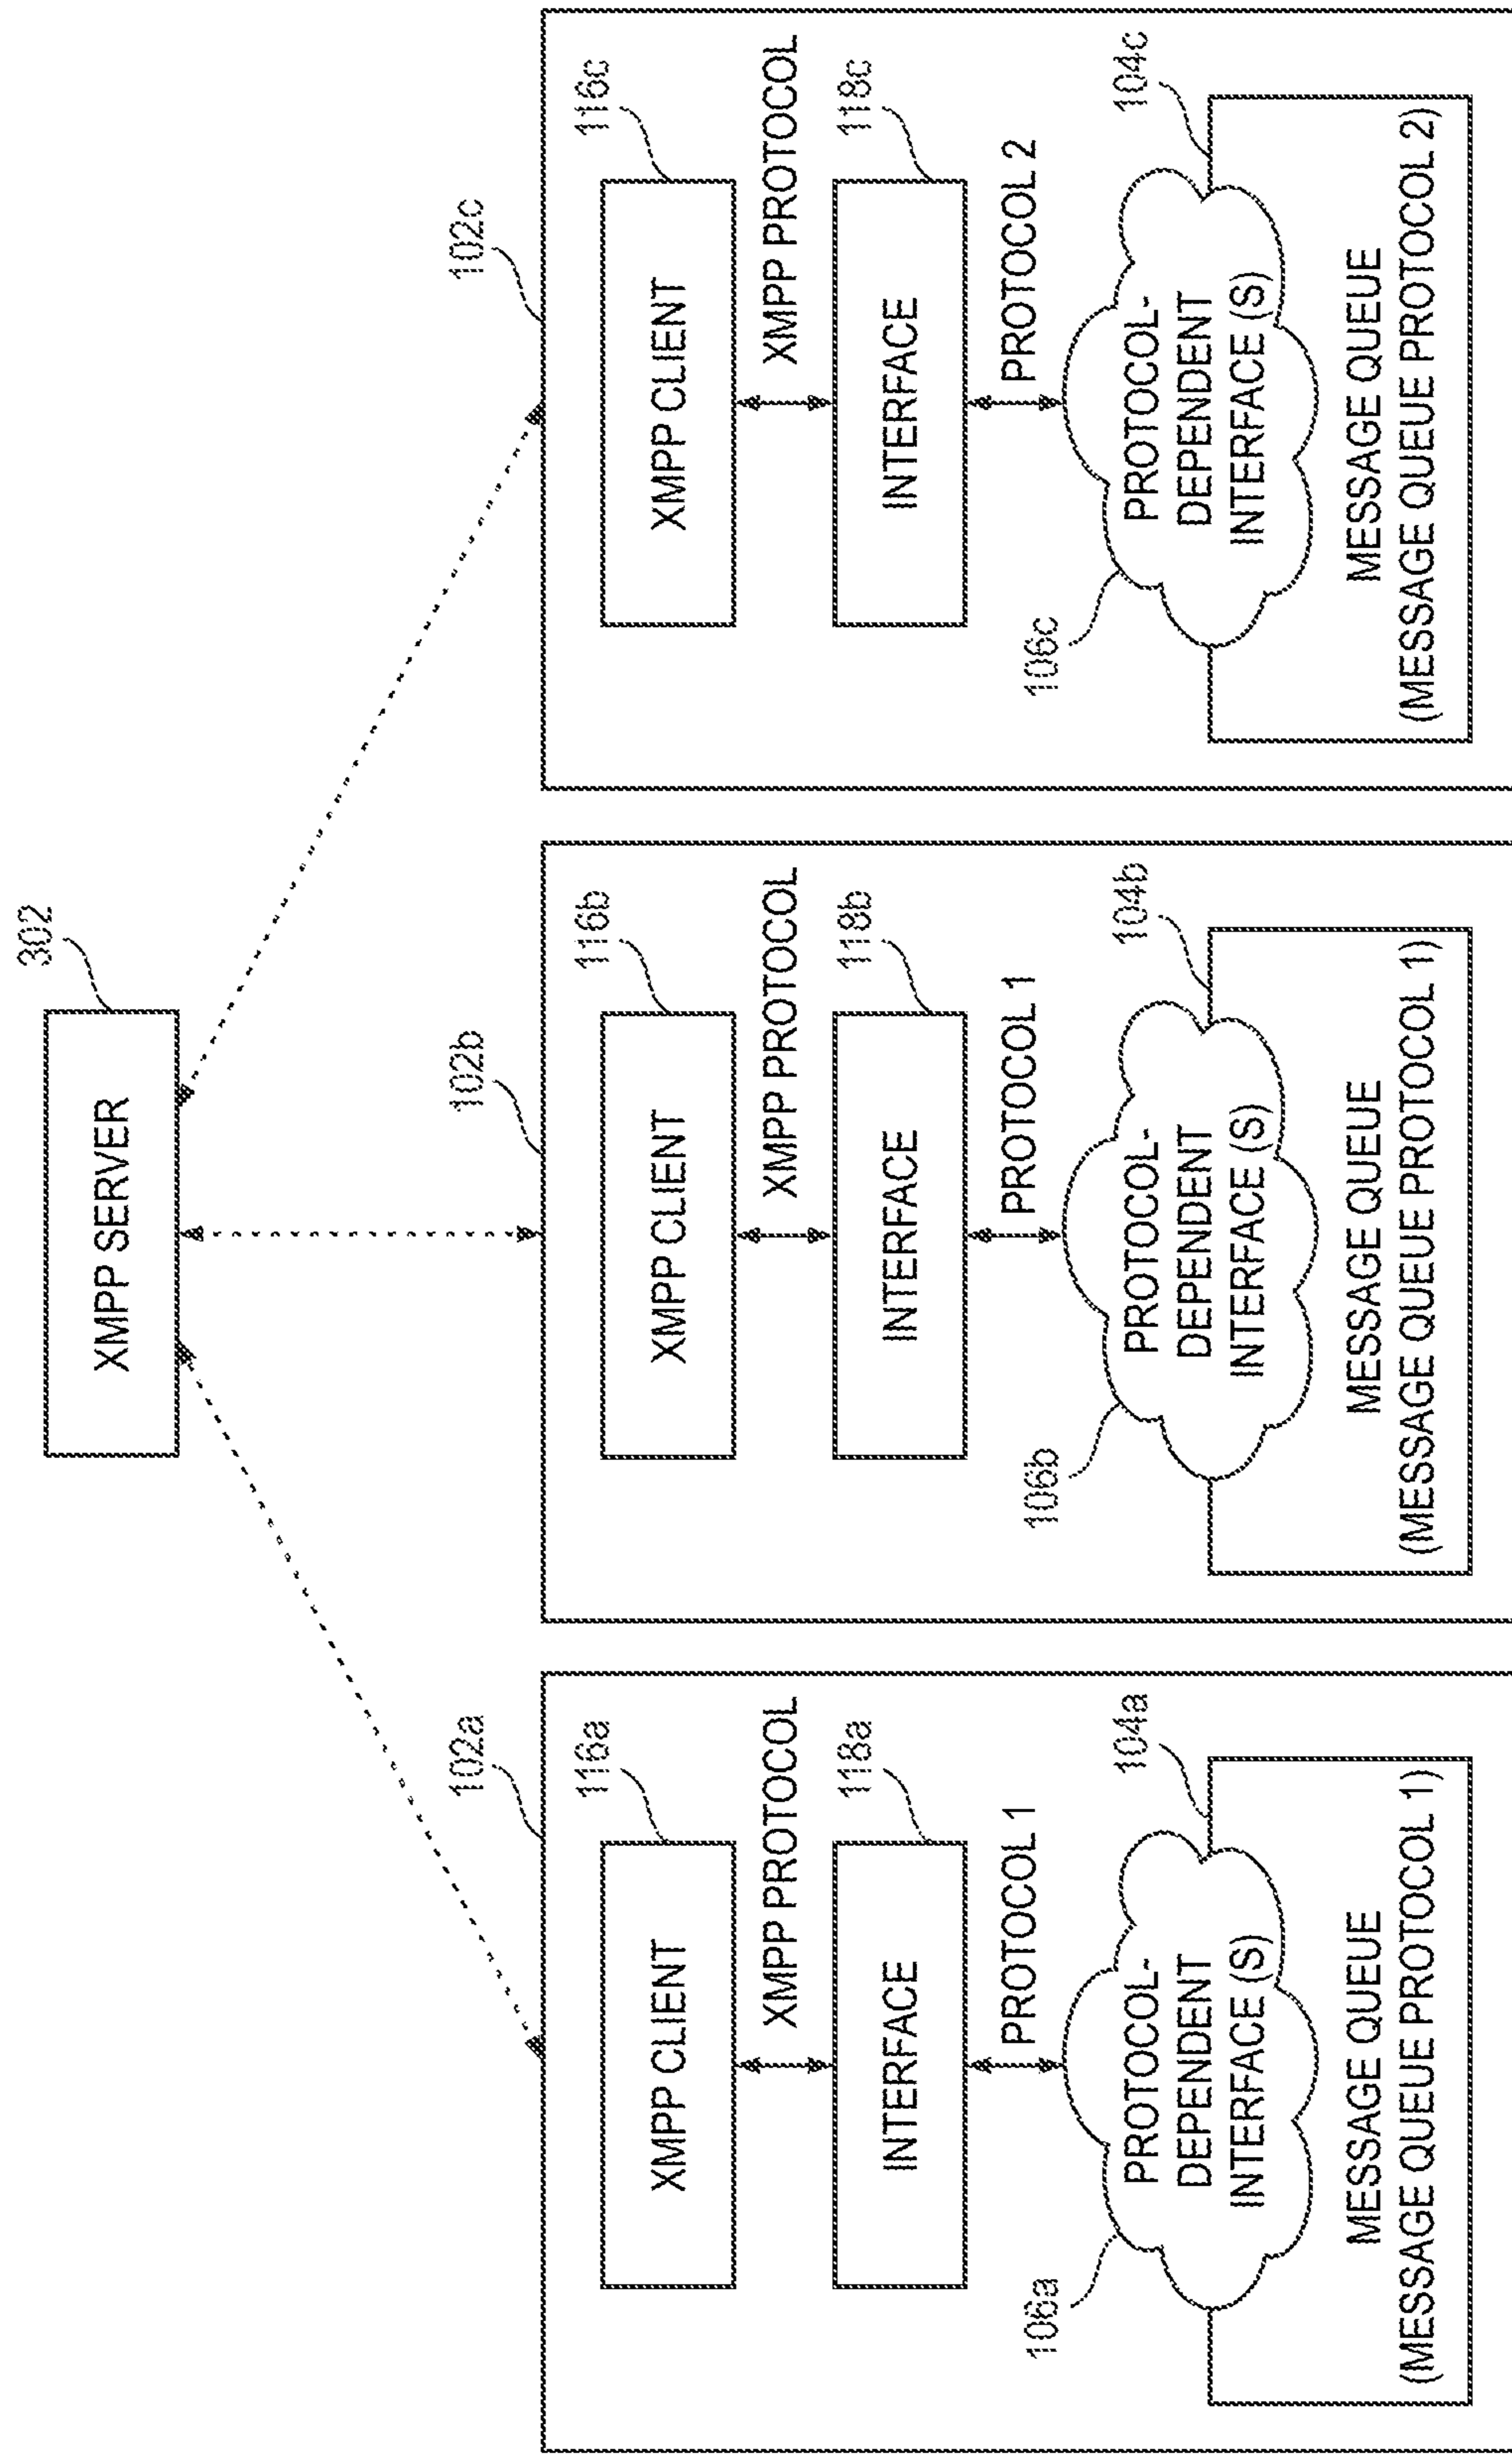 302
XMPP SERVER
102a
116a
XMPP CLIENT
XMPP PROTOCOL
118a
INTERFACE
PROTOCOL 1
106a
104a
PROTOCOL-
DEPENDENT
INTERFACE (S)
MESSAGE QUEUE
(MESSAGE QUEUE PROTOCOL 1)
102b
116b
XMPP CLIENT
XMPP PROTOCOL
118b
INTERFACE
PROTOCOL 1
106b
104b
PROTOCOL-
DEPENDENT
INTERFACE (S)
MESSAGE QUEUE
(MESSAGE QUEUE PROTOCOL 1)
102c
116c
XMPP CLIENT
XMPP PROTOCOL
118c
INTERFACE
PROTOCOL 2
106c
104c
PROTOCOL-
DEPENDENT
INTERFACE (S)
MESSAGE QUEUE
(MESSAGE QUEUE PROTOCOL 2)